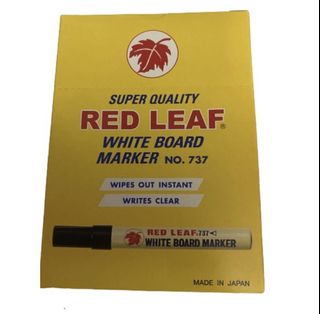 SUPER QUALITY
RED LEAF®
WHITE BOARD
MARKER NO. 737
WIPES OUT INSTANT
WRITES CLEAR
RED LEAF 737
WHITE BOARD MARKER
MADE IN JAPAN